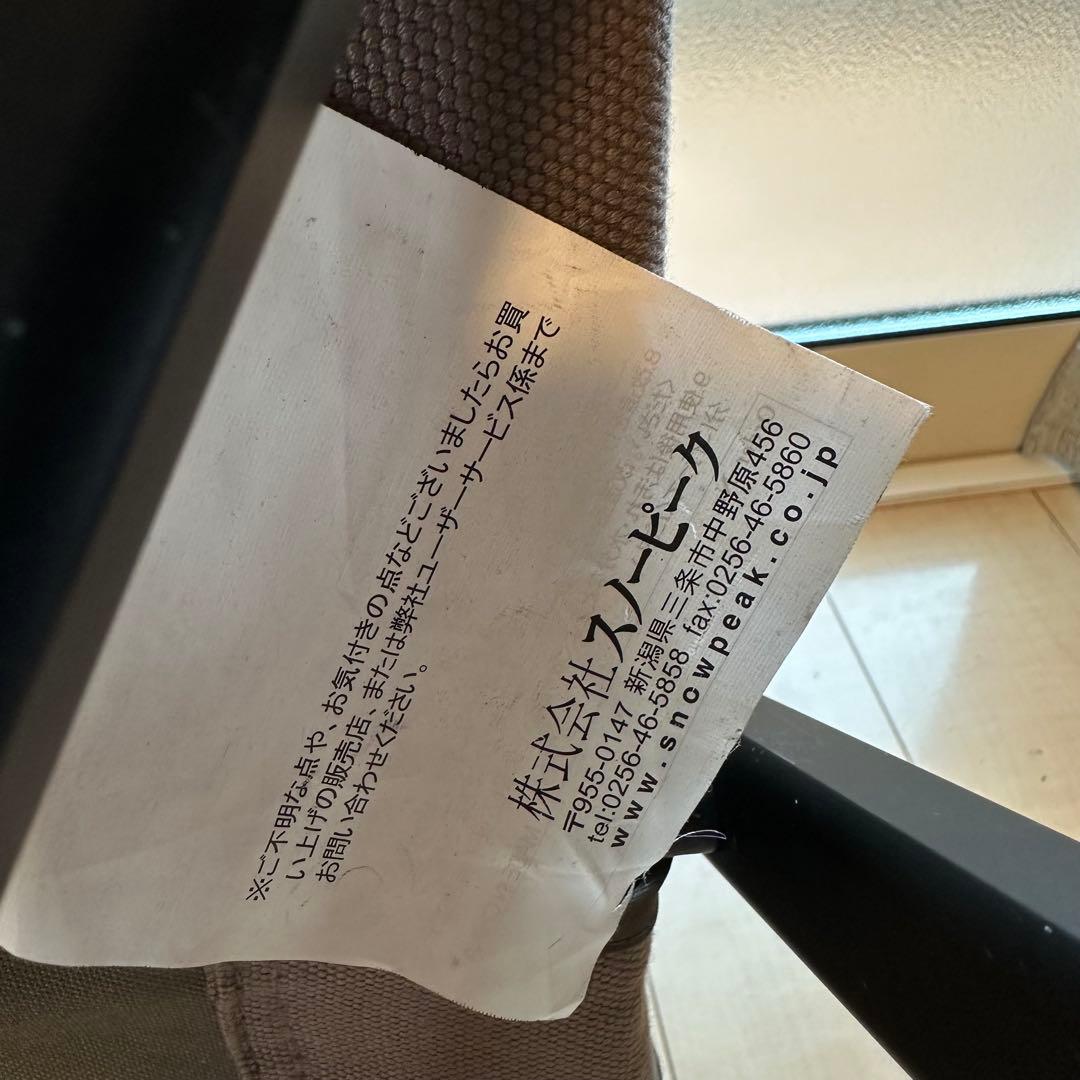 ※ご不明な点や、お気付きの点などございましたらお買
い上げの販売店、または弊社ユーザーサービス係まで
お問い合わせください。
株式会社スノーピーク
〒955-0147 新潟県三条市中野原456
tel:0256-46-5858 fax:0256-46-5860
www.snowpeak.co.jp